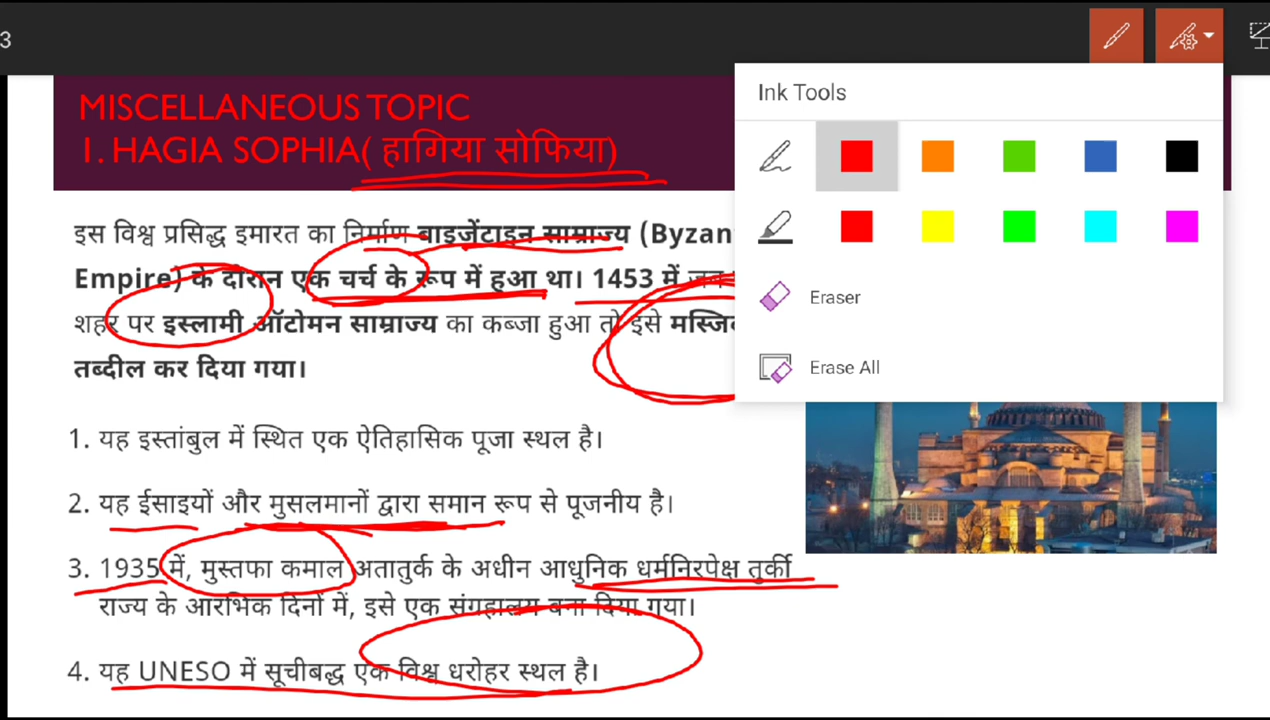 3
MISCELLANEOUS TOPIC
1. HAGIA SOPHIA( हागिया सोफिया)
Ink Tools
Eraser
Erase All
इस विश्व प्रसिद्ध इमारत का निर्माण बाइजेंटाइन साम्राज्य (Byzan
Empire) के दौरान एक चर्च के रूप में हुआ था। 1453 में जब
शहर पर इस्लामी ऑटोमन साम्राज्य का कब्जा हुआ तो इसे मस्जि
तब्दील कर दिया गया।
1. यह इस्तांबुल में स्थित एक ऐतिहासिक पूजा स्थल है।
2. यह ईसाइयों और मुसलमानों द्वारा समान रूप से पूजनीय है।
3. 1935 में, मुस्तफा कमाल अतातुर्क के अधीन आधुनिक धर्मनिरपेक्ष तुर्की
राज्य के आरंभिक दिनों में, इसे एक संग्रहालय बना दिया गया।
4. यह UNESO में सूचीबद्ध एक विश्व धरोहर स्थल है।